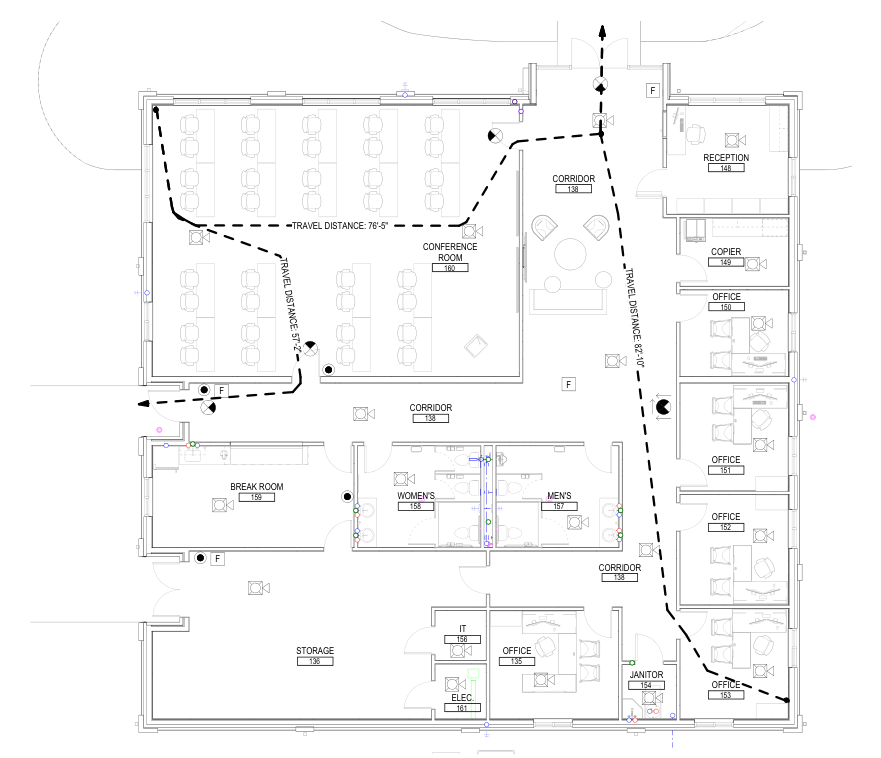 F
RECEPTION
148
CORRIDOR
138
TRAVEL DISTANCE: 76'-5"
CONFERENCE
ROOM
160
COPIER
149
TRAVEL DISTANCE: 57'-2"
TRAVEL DISTANCE: 82'-10"
OFFICE
150
F
F
CORRIDOR
138
OFFICE
151
BREAK ROOM
159
WOMEN'S
158
MEN'S
157
OFFICE
152
F
CORRIDOR
138
IT
156
STORAGE
136
OFFICE
135
JANITOR
154
OFFICE
153
ELEC.
161